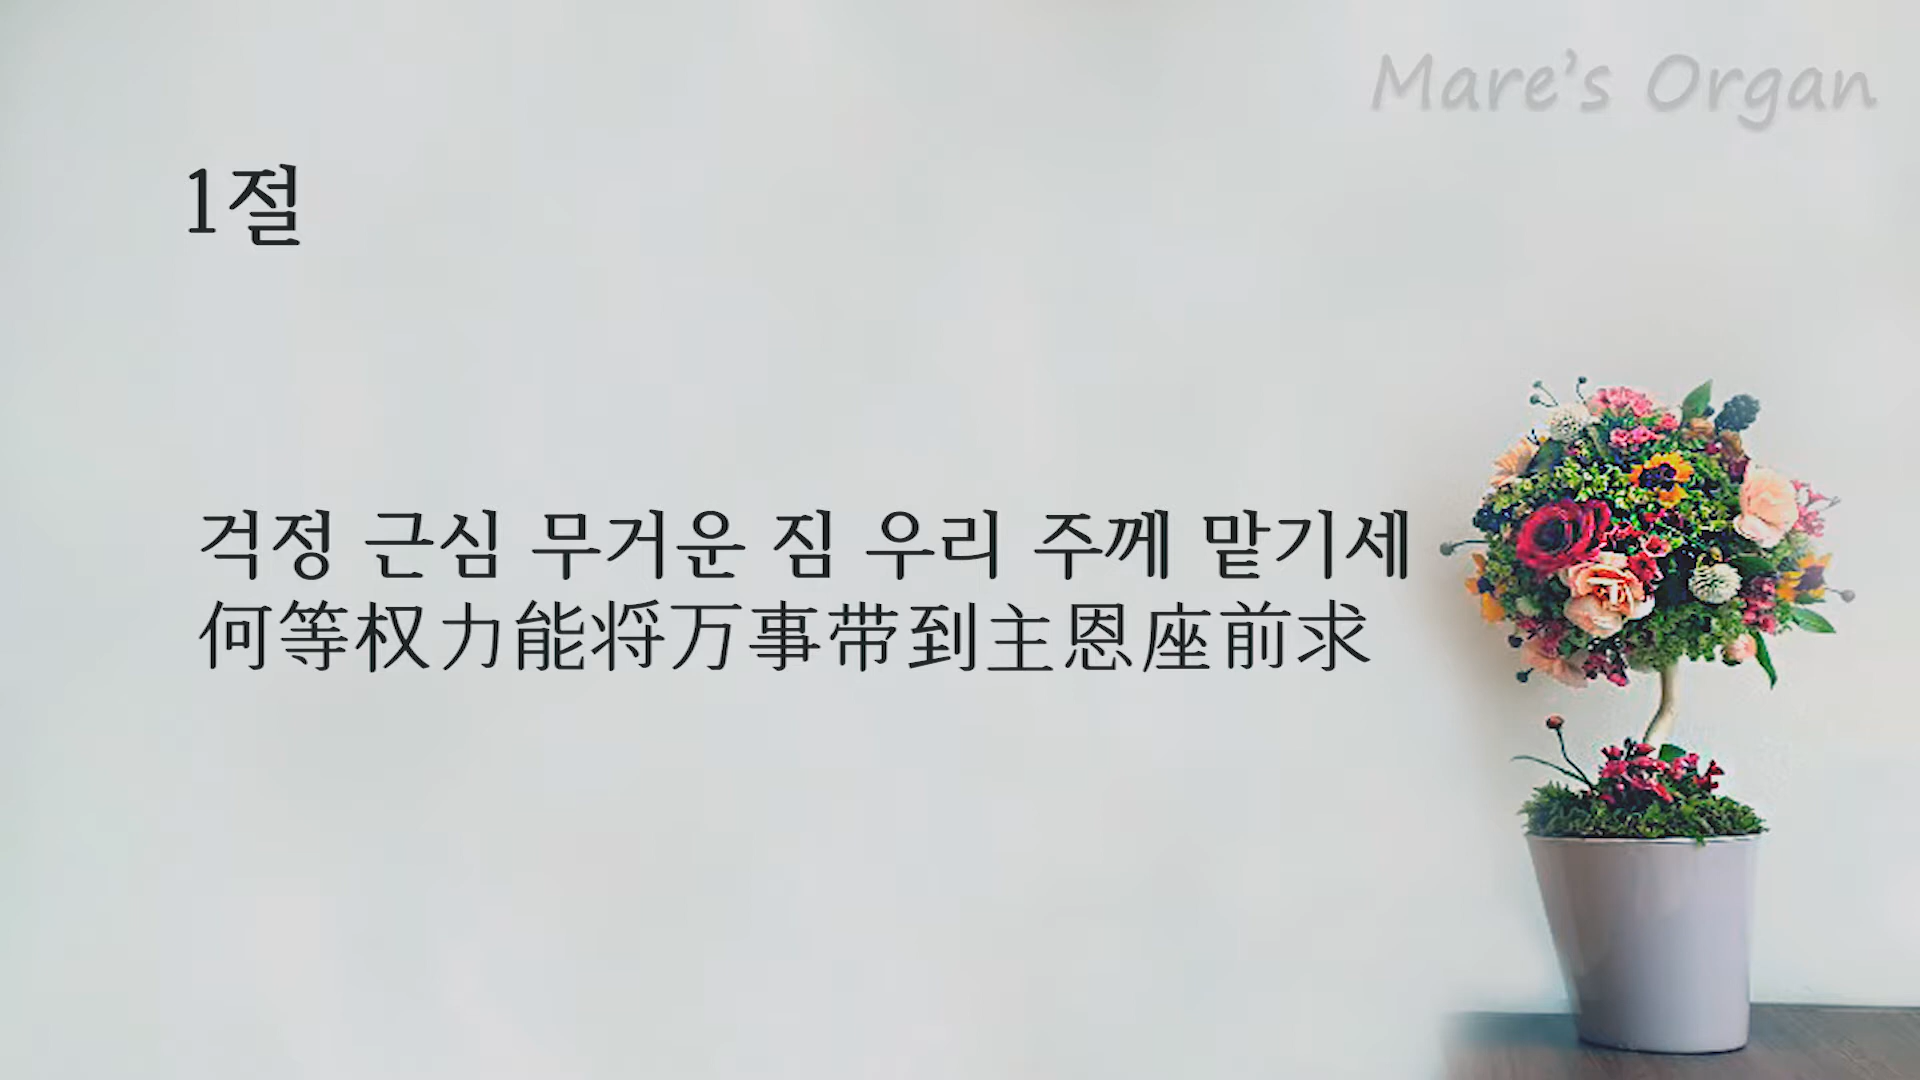 Mare's Organ
1절
걱정 근심 무거운 짐 우리 주께 맡기세
何等权力能将万事带到主恩座前求